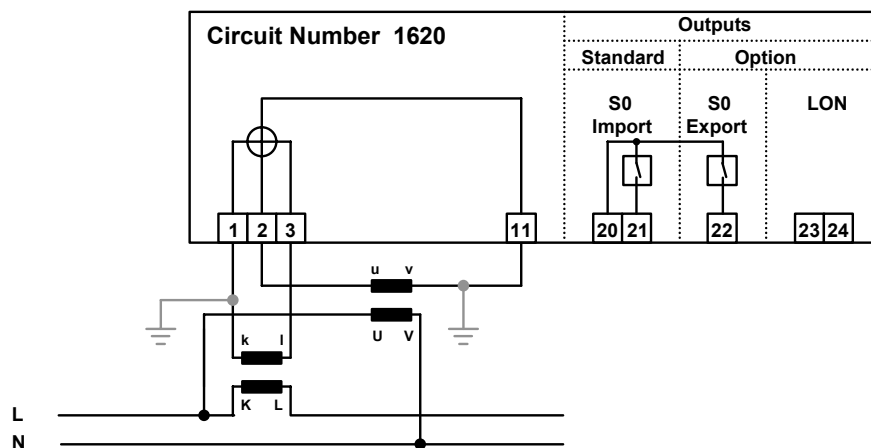 Circuit Number 1620
Outputs
Standard Option
S0 Import
S0 Export
LON
1 2 3 11 20 21 22 23 24
u v
U V
k l
K L
L
N